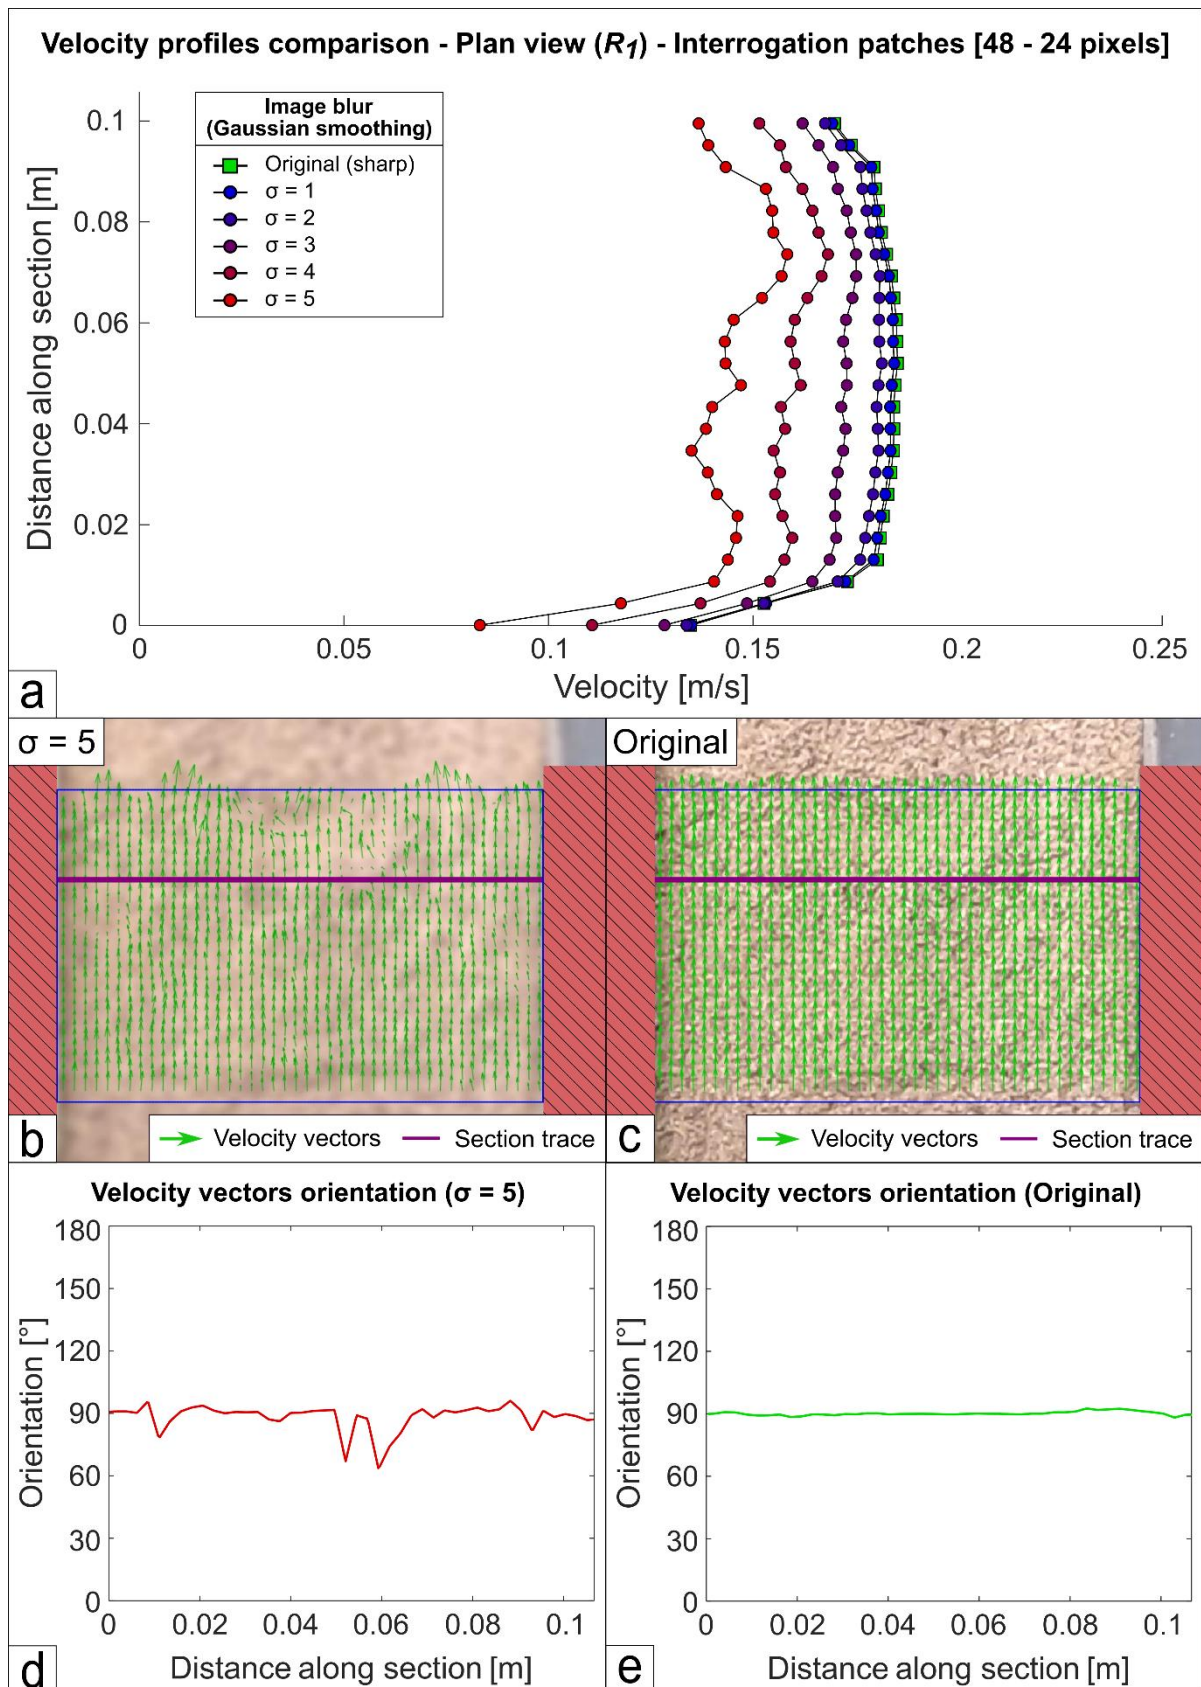 Velocity profiles comparison - Plan view (R₁) - Interrogation patches [48 - 24 pixels]
Image blur
(Gaussian smoothing)
Original (sharp)
σ = 1
σ = 2
σ = 3
σ = 4
σ = 5
Distance along section [m]
0.1
0.08
0.06
0.04
0.02
0
0 0.05 0.1 0.15 0.2 0.25
Velocity [m/s]
a
σ = 5
Velocity vectors Section trace
b
Original
Velocity vectors Section trace
c
Velocity vectors orientation (σ = 5)
Orientation [°]
180
150
120
90
60
30
0
0 0.02 0.04 0.06 0.08 0.1
Distance along section [m]
d
Velocity vectors orientation (Original)
Orientation [°]
180
150
120
90
60
30
0
0 0.02 0.04 0.06 0.08 0.1
Distance along section [m]
e